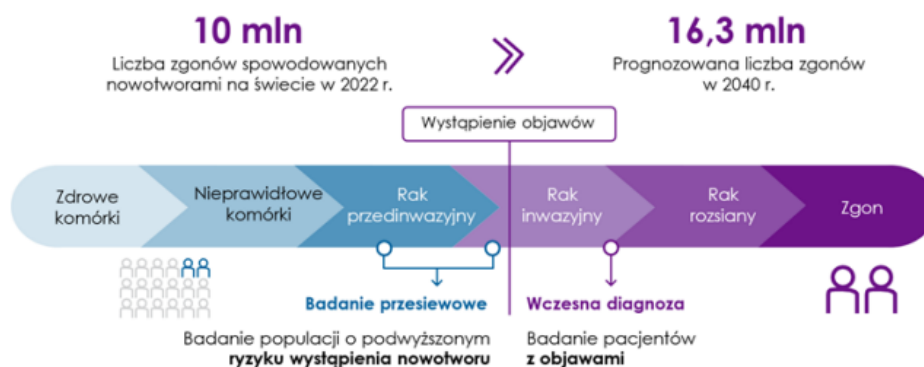 10 mln
Liczba zgonów spowodowanych
nowotworami na świecie w 2022 r.
16,3 mln
Prognozowana liczba zgonów
w 2040 r.
Wystąpienie objawów
Zdrowe
komórki
Nieprawidłowe
komórki
Rak
przedinwazyjny
Rak
inwazyjny
Rak
rozsiany
Zgon
Badanie przesiewowe
Badanie populacji o podwyższonym
ryzyku wystąpienia nowotworu
Wczesna diagnoza
Badanie pacjentów
z objawami